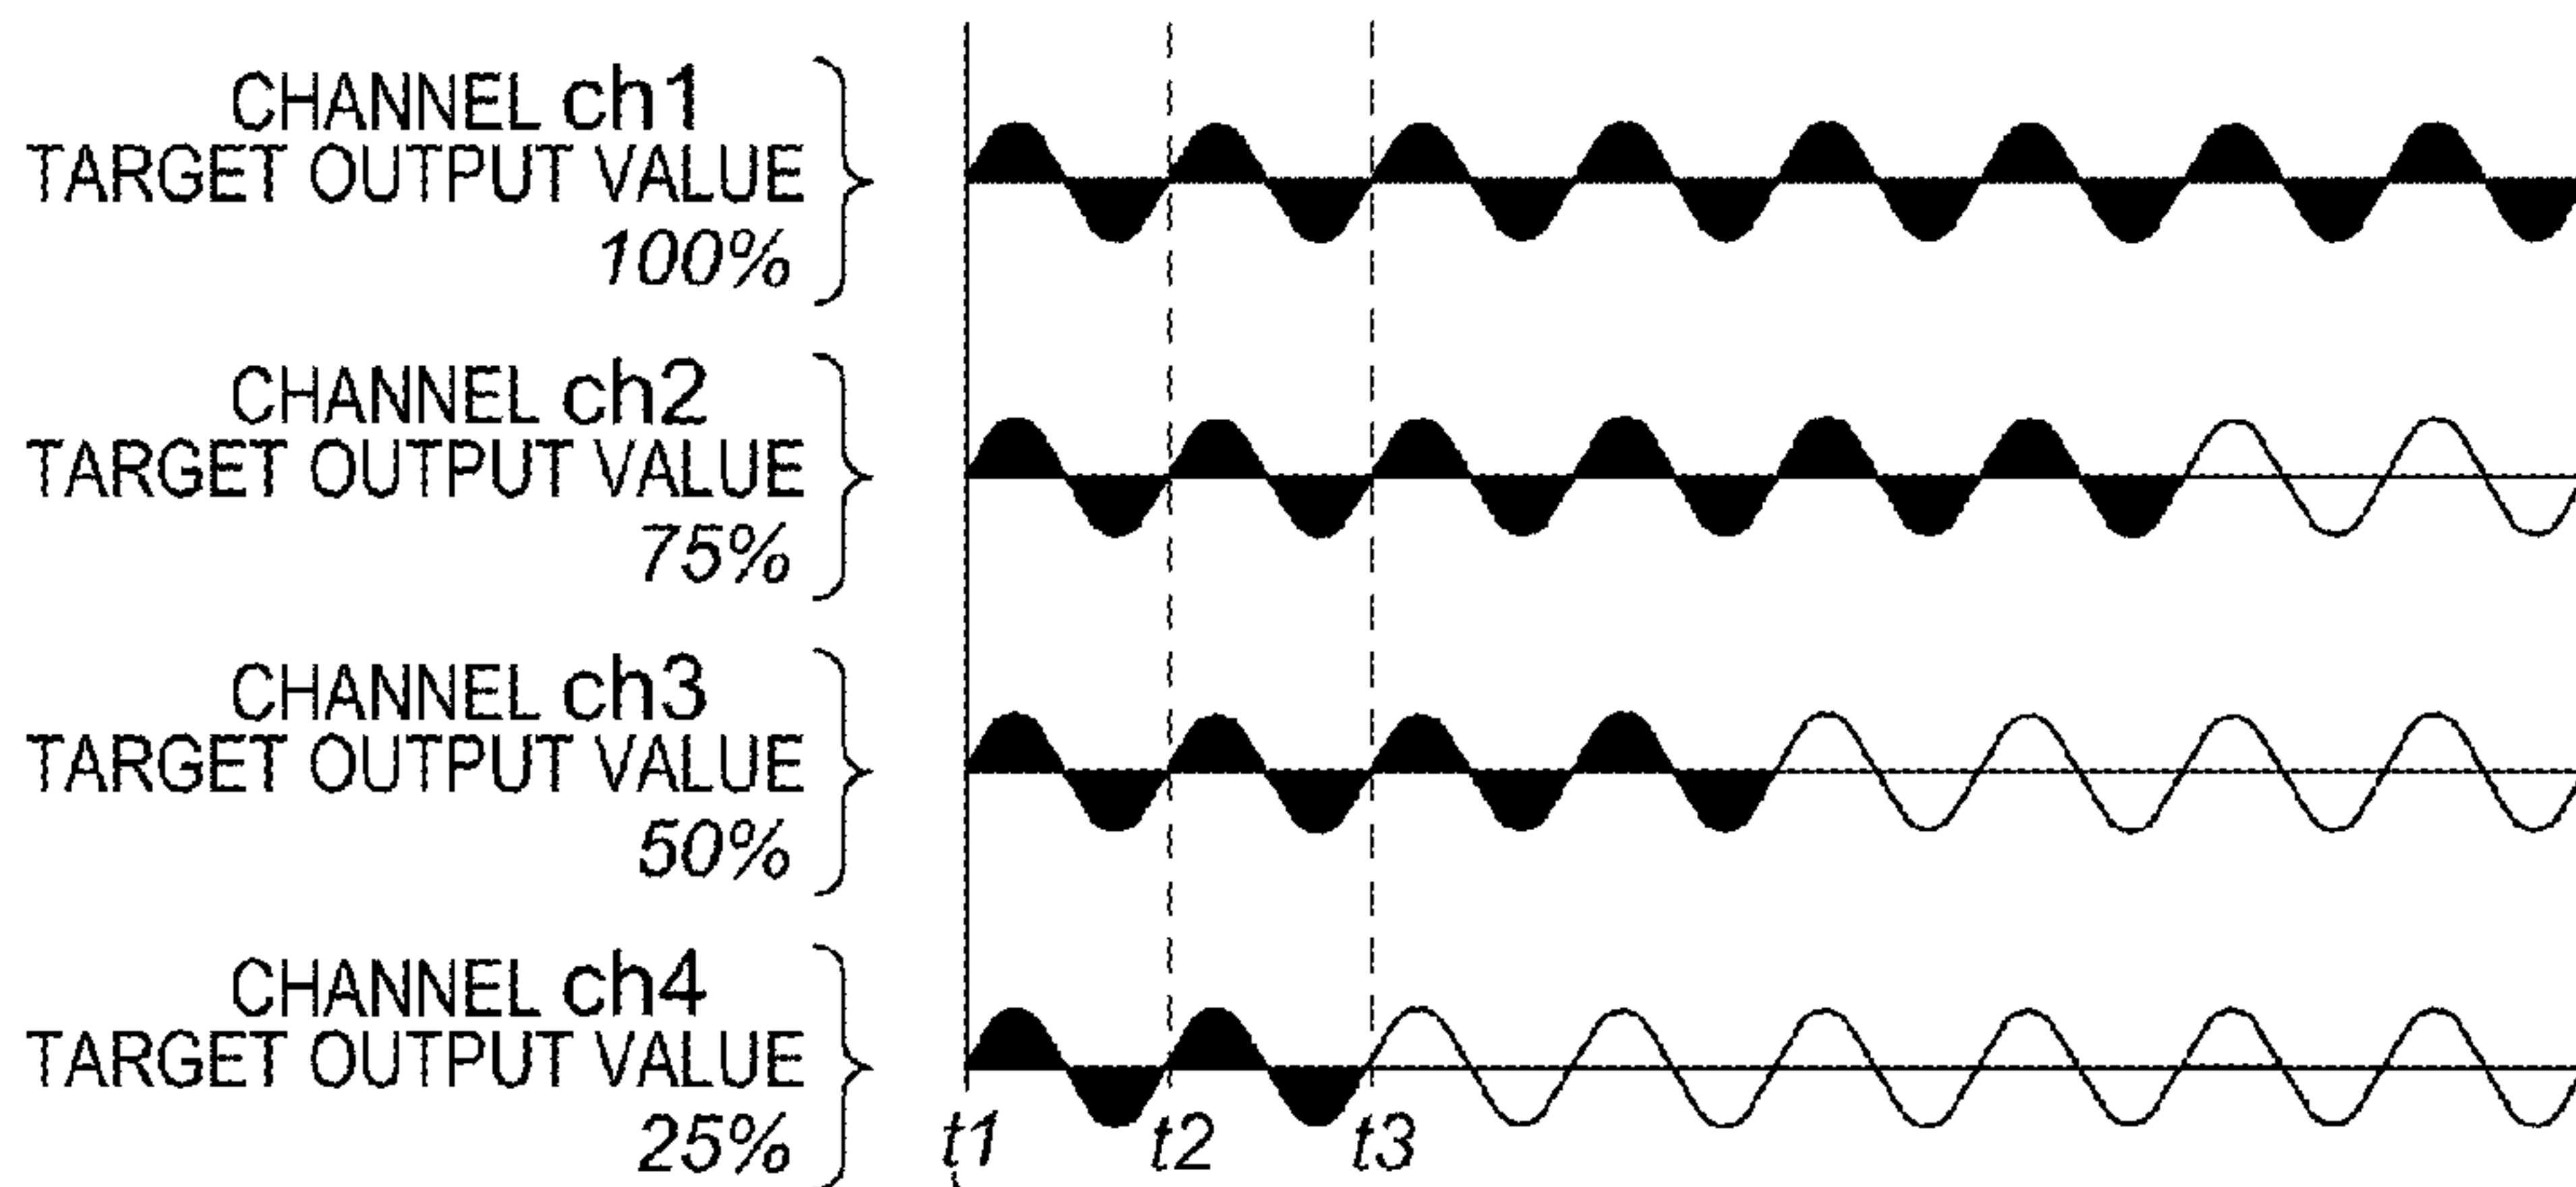 CHANNEL ch1
TARGET OUTPUT VALUE
100%
CHANNEL ch2
TARGET OUTPUT VALUE
75%
CHANNEL ch3
TARGET OUTPUT VALUE
50%
CHANNEL ch4
TARGET OUTPUT VALUE
25%
t1 t2 t3